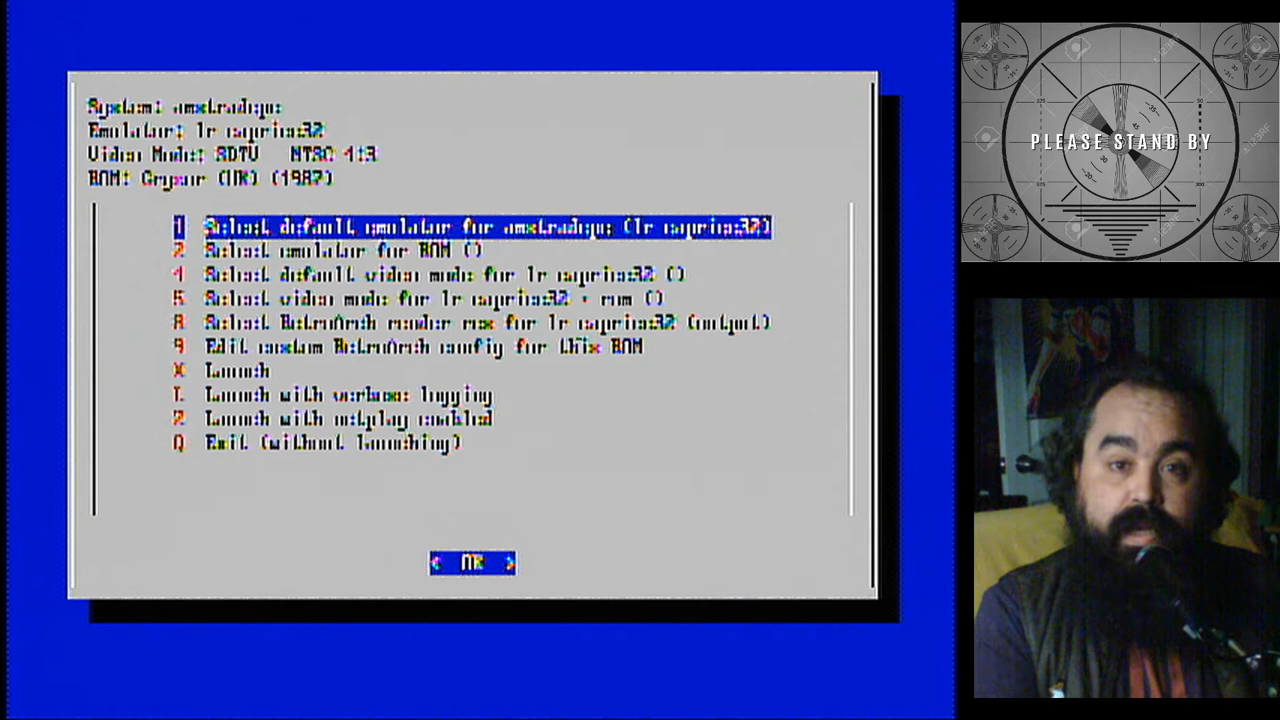 System: amstradcpc
Emulator: lr-caprice32
Video Mode: SDTV - NTSC 4:3
ROM: Gryzor (UK) (1987)
1 Select default emulator for amstradcpc (lr-caprice32)
2 Select emulator for ROM ()
4 Select default video mode for lr-caprice32 ()
5 Select video mode for lr-caprice32 + rom ()
8 Select RetroArch render res for lr-caprice32 (output)
9 Edit custom RetroArch config for this ROM
X Launch
L Launch with verbose logging
Z Launch with netplay enabled
Q Exit (without launching)
< OK >
PLEASE STAND BY
123RF